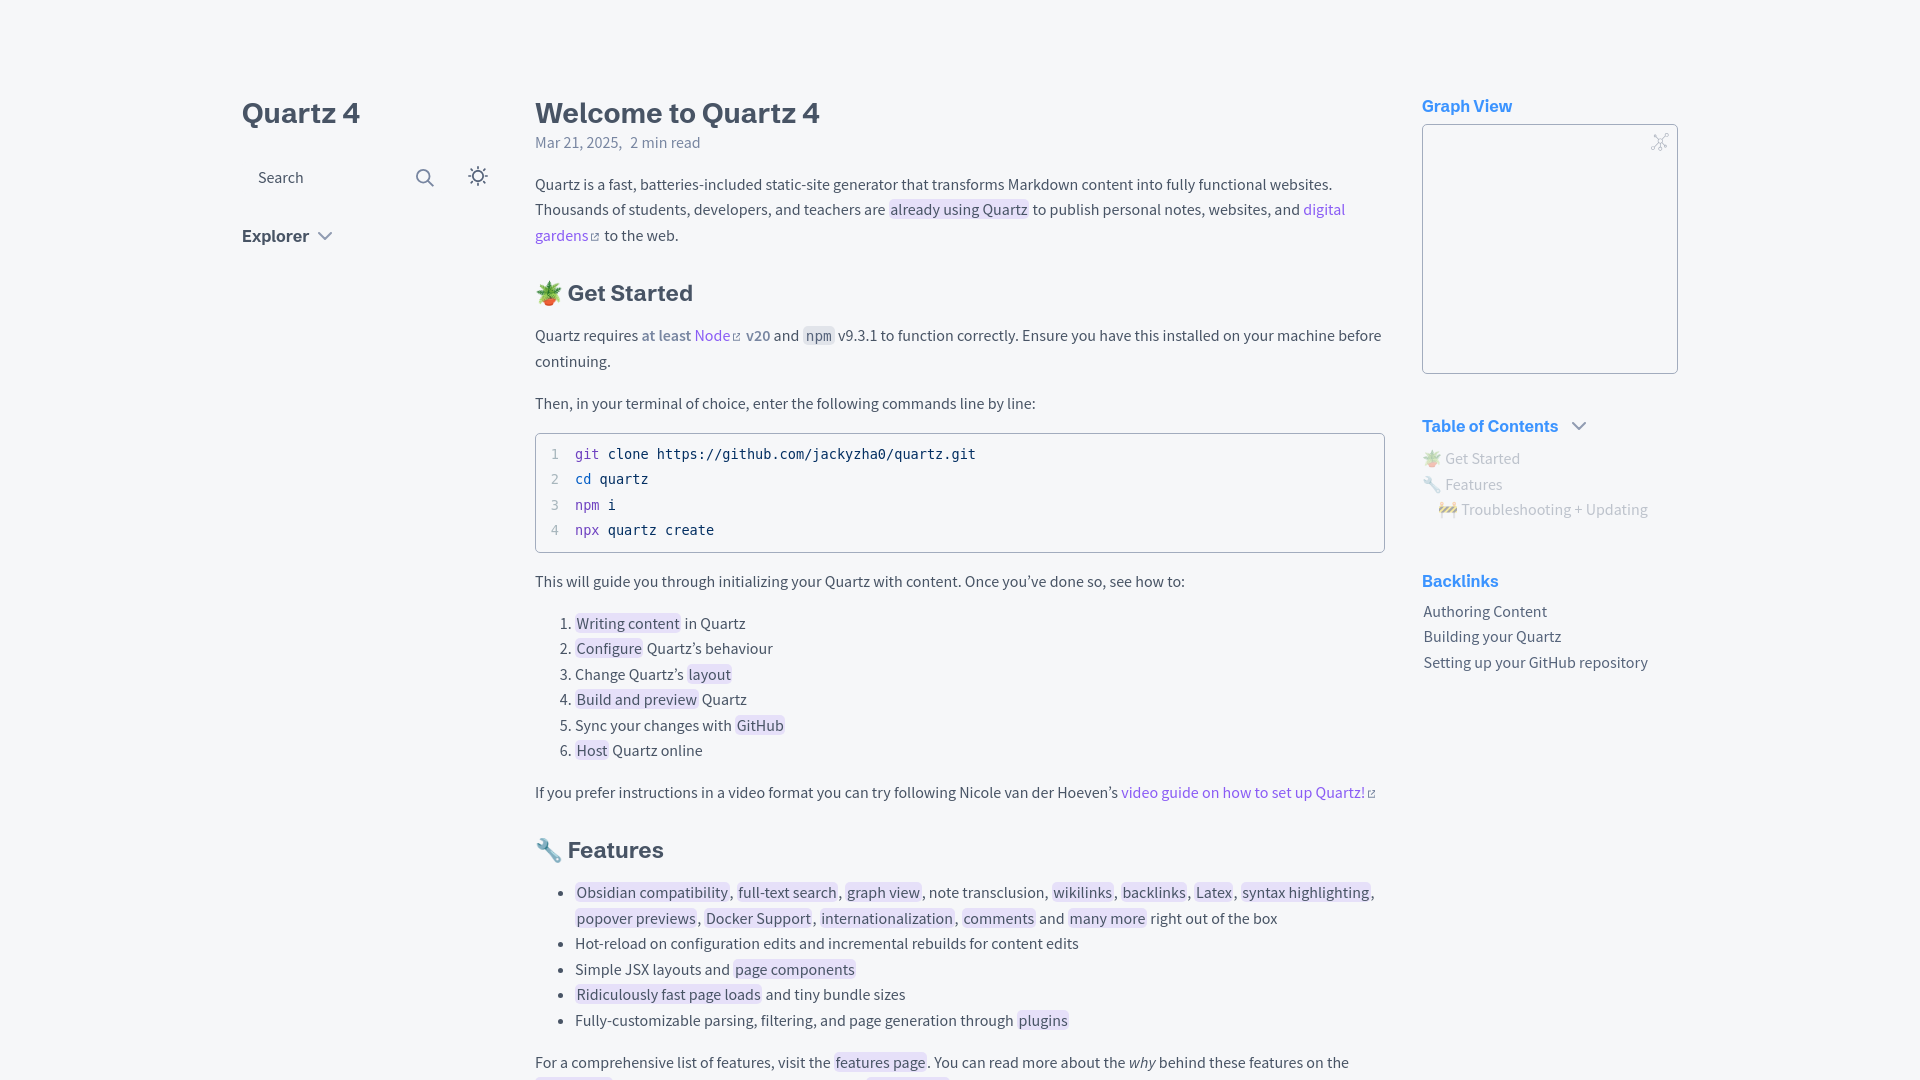 Quartz 4
Search
Explorer
Welcome to Quartz 4
Mar 21, 2025, 2 min read
Quartz is a fast, batteries-included static-site generator that transforms Markdown content into fully functional websites.
Thousands of students, developers, and teachers are already using Quartz to publish personal notes, websites, and digital
gardens to the web.
🪴 Get Started
Quartz requires at least Node v20 and npm v9.3.1 to function correctly. Ensure you have this installed on your machine before
continuing.
Then, in your terminal of choice, enter the following commands line by line:
1 git clone https://github.com/jackyzha0/quartz.git
2 cd quartz
3 npm i
4 npx quartz create
This will guide you through initializing your Quartz with content. Once you’ve done so, see how to:
1. Writing content in Quartz
2. Configure Quartz’s behaviour
3. Change Quartz’s layout
4. Build and preview Quartz
5. Sync your changes with GitHub
6. Host Quartz online
If you prefer instructions in a video format you can try following Nicole van der Hoeven’s video guide on how to set up Quartz!
🔧 Features
• Obsidian compatibility, full-text search, graph view, note transclusion, wikilinks, backlinks, Latex, syntax highlighting,
popover previews, Docker Support, internationalization, comments and many more right out of the box
• Hot-reload on configuration edits and incremental rebuilds for content edits
• Simple JSX layouts and page components
• Ridiculously fast page loads and tiny bundle sizes
• Fully-customizable parsing, filtering, and page generation through plugins
For a comprehensive list of features, visit the features page. You can read more about the why behind these features on the
Graph View
Table of Contents
🪴 Get Started
🔧 Features
🚧 Troubleshooting + Updating
Backlinks
Authoring Content
Building your Quartz
Setting up your GitHub repository